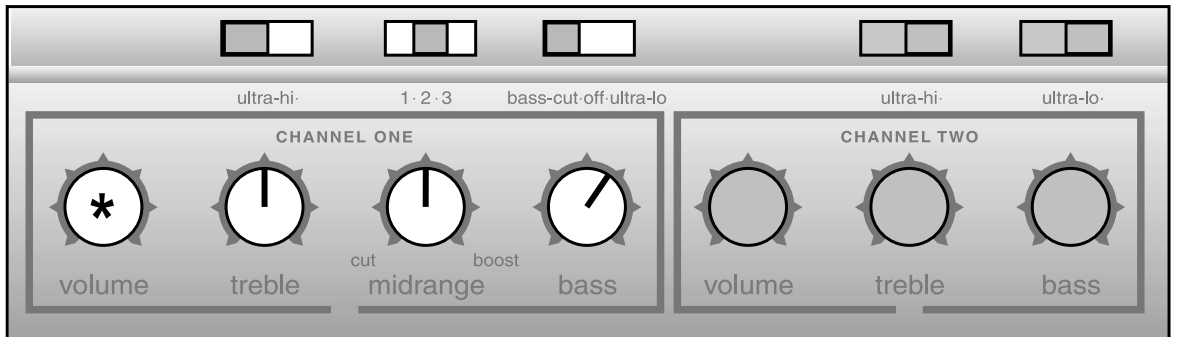 ultra-hi· 1·2·3 bass-cut·off·ultra-lo ultra-hi· ultra-lo·
CHANNEL ONE CHANNEL TWO
*
cut boost
volume treble midrange bass volume treble bass